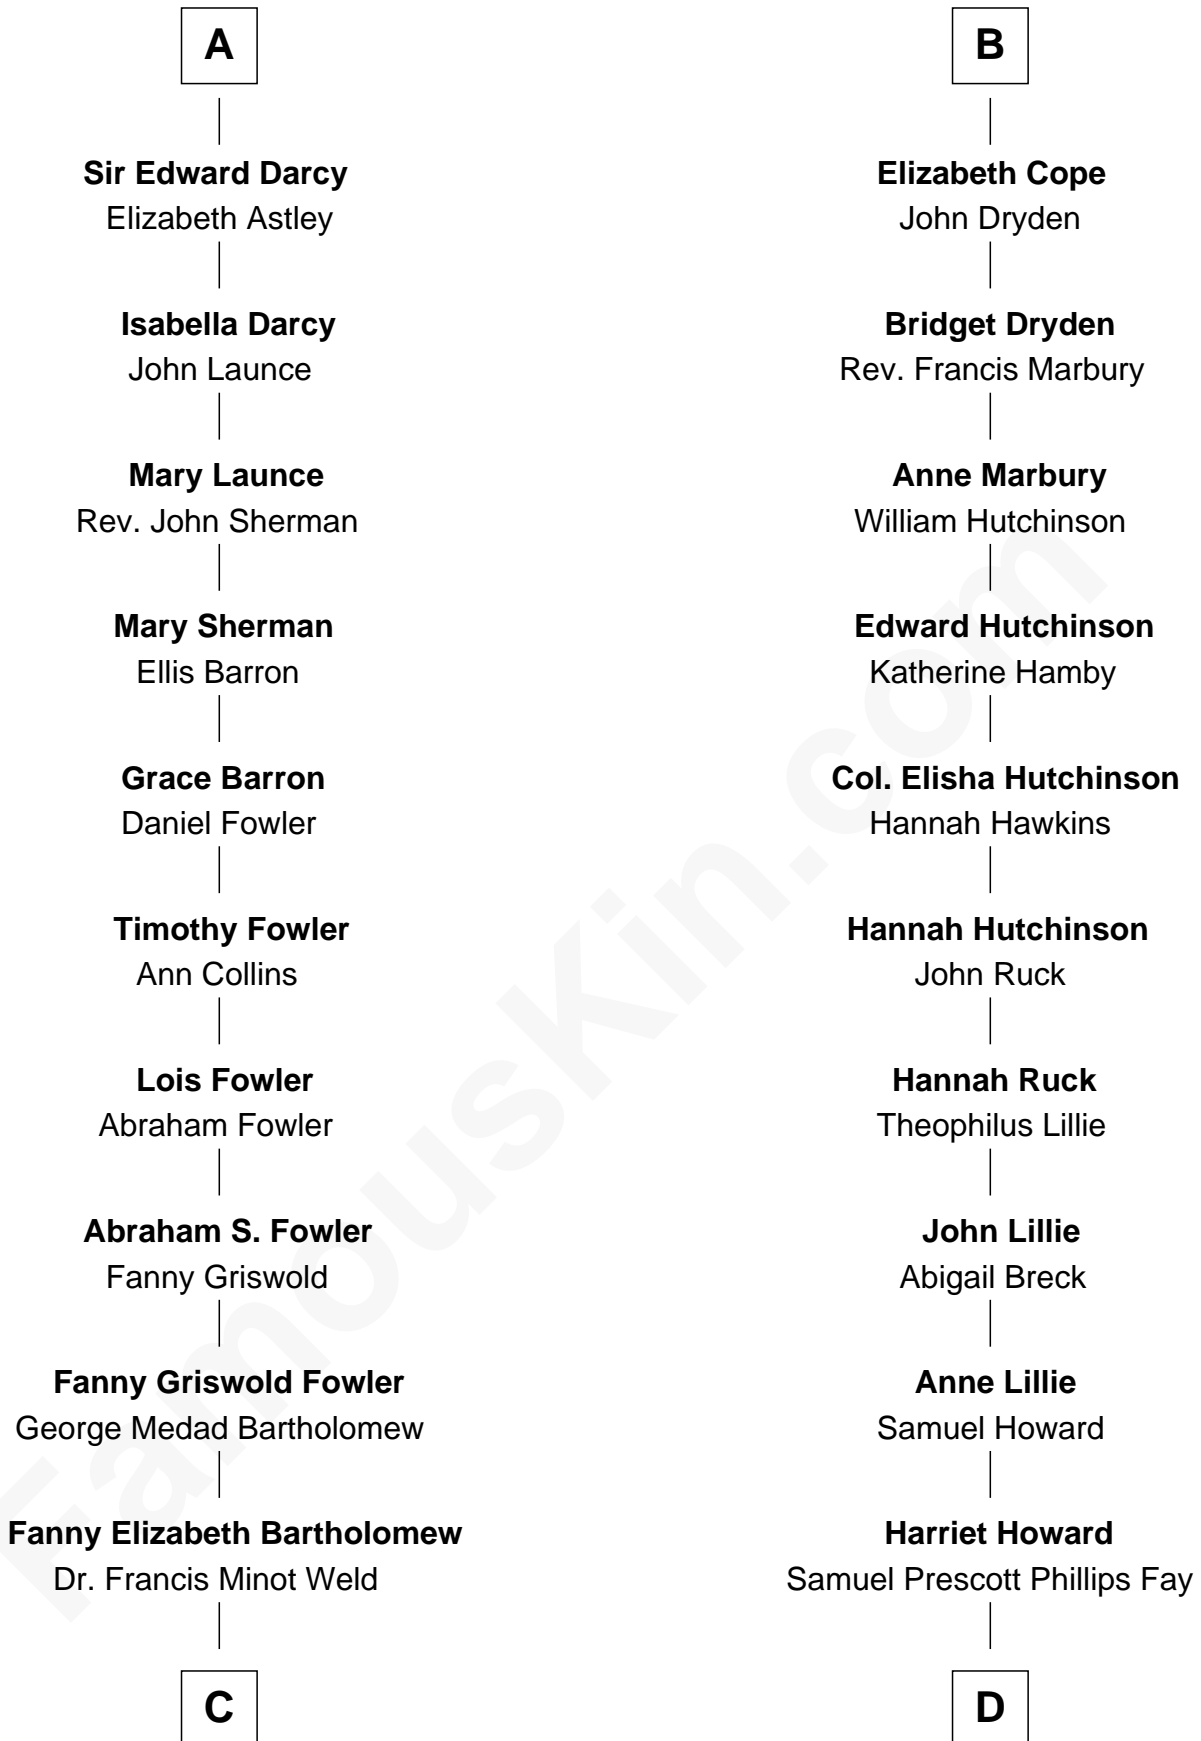 A
Sir Edward Darcy
Elizabeth Astley
Isabella Darcy
John Launce
Mary Launce
Rev. John Sherman
Mary Sherman
Ellis Barron
Grace Barron
Daniel Fowler
Timothy Fowler
Ann Collins
Lois Fowler
Abraham Fowler
Abraham S. Fowler
Fanny Griswold
Fanny Griswold Fowler
George Medad Bartholomew
Fanny Elizabeth Bartholomew
Dr. Francis Minot Weld
C
B
Elizabeth Cope
John Dryden
Bridget Dryden
Rev. Francis Marbury
Anne Marbury
William Hutchinson
Edward Hutchinson
Katherine Hamby
Col. Elisha Hutchinson
Hannah Hawkins
Hannah Hutchinson
John Ruck
Hannah Ruck
Theophilus Lillie
John Lillie
Abigail Breck
Anne Lillie
Samuel Howard
Harriet Howard
Samuel Prescott Phillips Fay
D
FamousKin.com